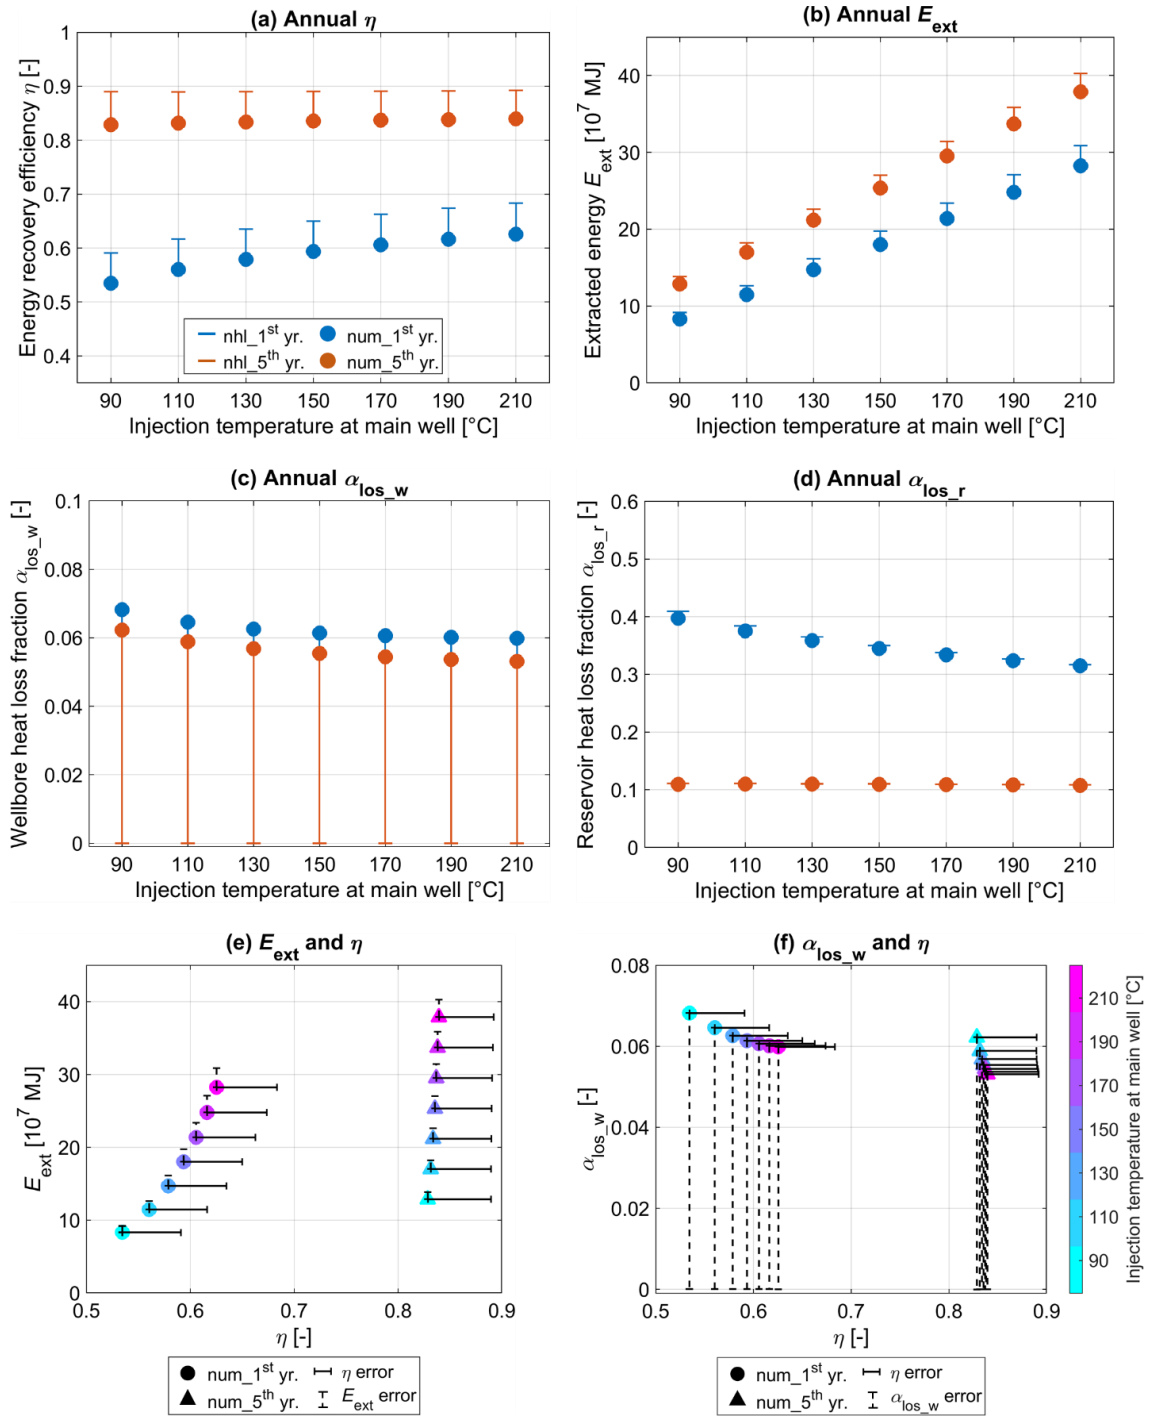 (a) Annual η
Energy recovery efficiency η [-]
1
0.9
0.8
0.7
0.6
0.5
0.4
nhl_1st yr.
num_1st yr.
nhl_5th yr.
num_5th yr.
90 110 130 150 170 190 210
Injection temperature at main well [°C]
(b) Annual Eext
Extracted energy Eext [10^7 MJ]
40
30
20
10
0
90 110 130 150 170 190 210
Injection temperature at main well [°C]
(c) Annual αlos_w
Wellbore heat loss fraction αlos_w [-]
0.1
0.08
0.06
0.04
0.02
0
90 110 130 150 170 190 210
Injection temperature at main well [°C]
(d) Annual αlos_r
Reservoir heat loss fraction αlos_r [-]
0.6
0.5
0.4
0.3
0.2
0.1
0
90 110 130 150 170 190 210
Injection temperature at main well [°C]
(e) Eext and η
Eext [10^7 MJ]
40
30
20
10
0
0.5 0.6 0.7 0.8 0.9
η [-]
num_1st yr.
η error
num_5th yr.
Eext error
(f) αlos_w and η
αlos_w [-]
0.08
0.06
0.04
0.02
0
0.5 0.6 0.7 0.8 0.9
η [-]
210
190
170
150
130
110
90
Injection temperature at main well [°C]
num_1st yr.
η error
num_5th yr.
αlos_w error